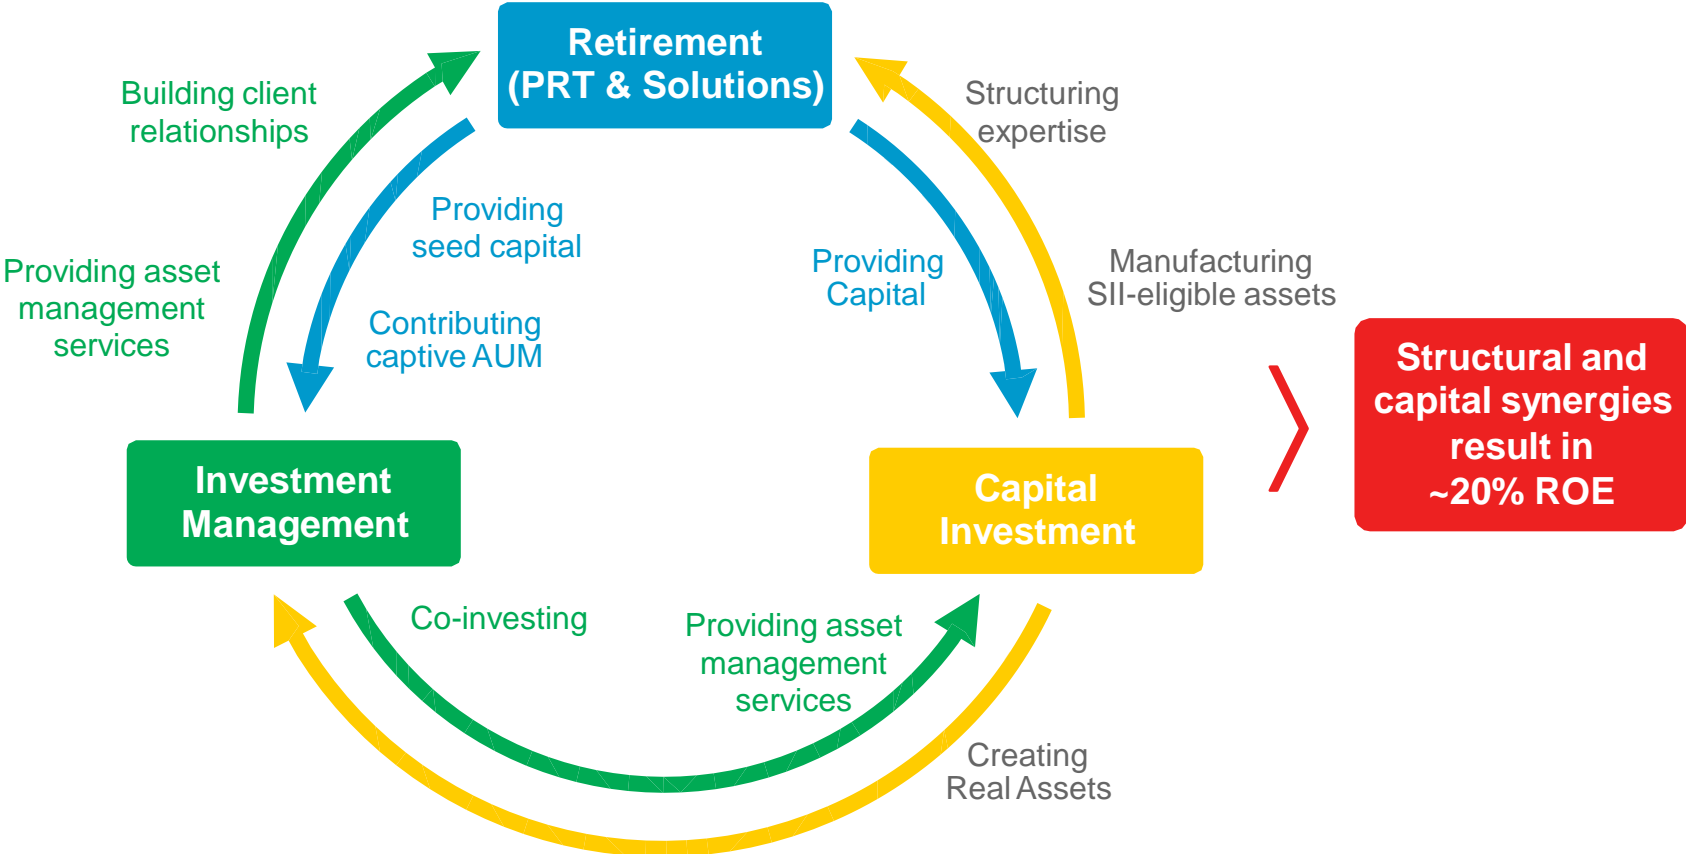 Retirement
(PRT & Solutions)
Building client
relationships
Structuring
expertise
Providing
seed capital
Providing asset
management
services
Providing
Capital
Manufacturing
SII-eligible assets
Contributing
captive AUM
Structural and
capital synergies
result in
~20% ROE
Investment
Management
Capital
Investment
Co-investing
Providing asset
management
services
Creating
Real Assets